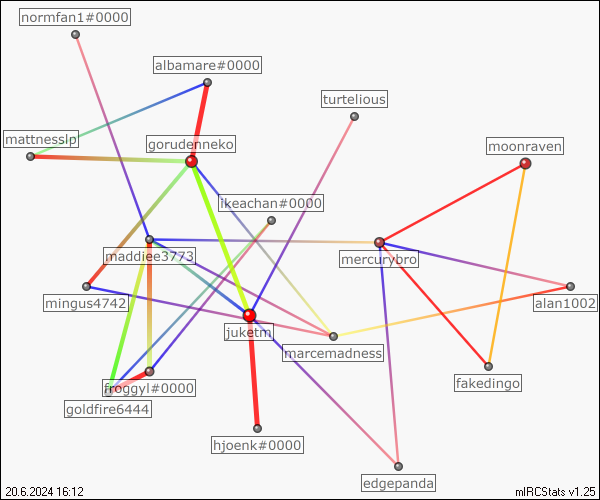 normfan1#0000
albamare#0000
turtelious
mattnesslp
gorudenneko
moonraven
ikeachan#0000
maddiee3773
mercurybro
mingus4742
alan1002
juketm
marcemadness
froggyl#0000
fakedingo
goldfire6444
hjoenk#0000
edgepanda
20.6.2024 16:12
mIRCStats v1.25